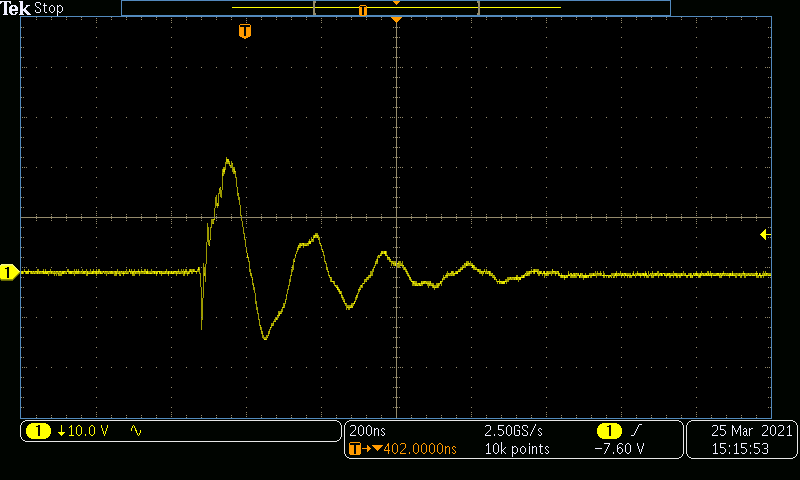 Tek Stop
T
T
1
1 10.0 V
200ns 2.50GS/s 1
T→▼402.0000ns 10k points −7.60 V
25 Mar 2021
15:15:53